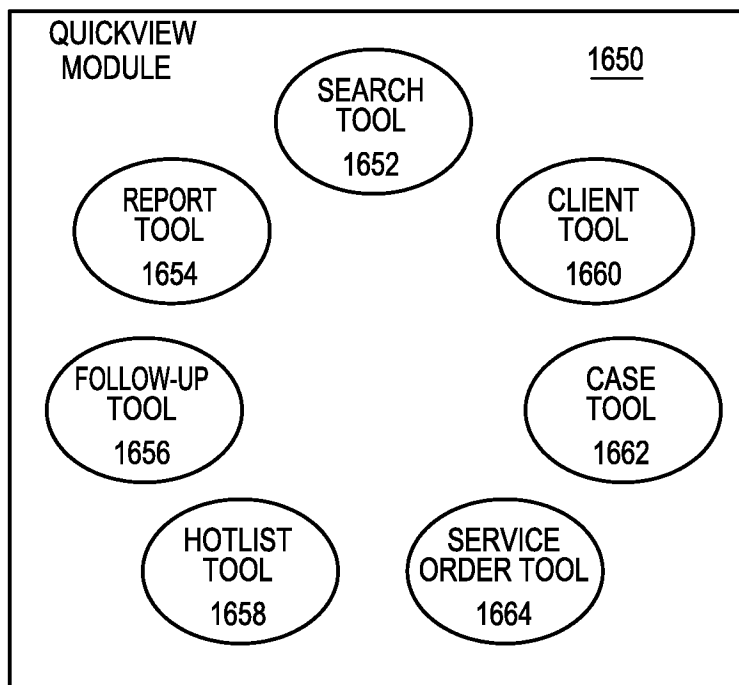 QUICKVIEW
MODULE
1650
SEARCH
TOOL
1652
REPORT
TOOL
1654
CLIENT
TOOL
1660
FOLLOW-UP
TOOL
1656
CASE
TOOL
1662
HOTLIST
TOOL
1658
SERVICE
ORDER TOOL
1664